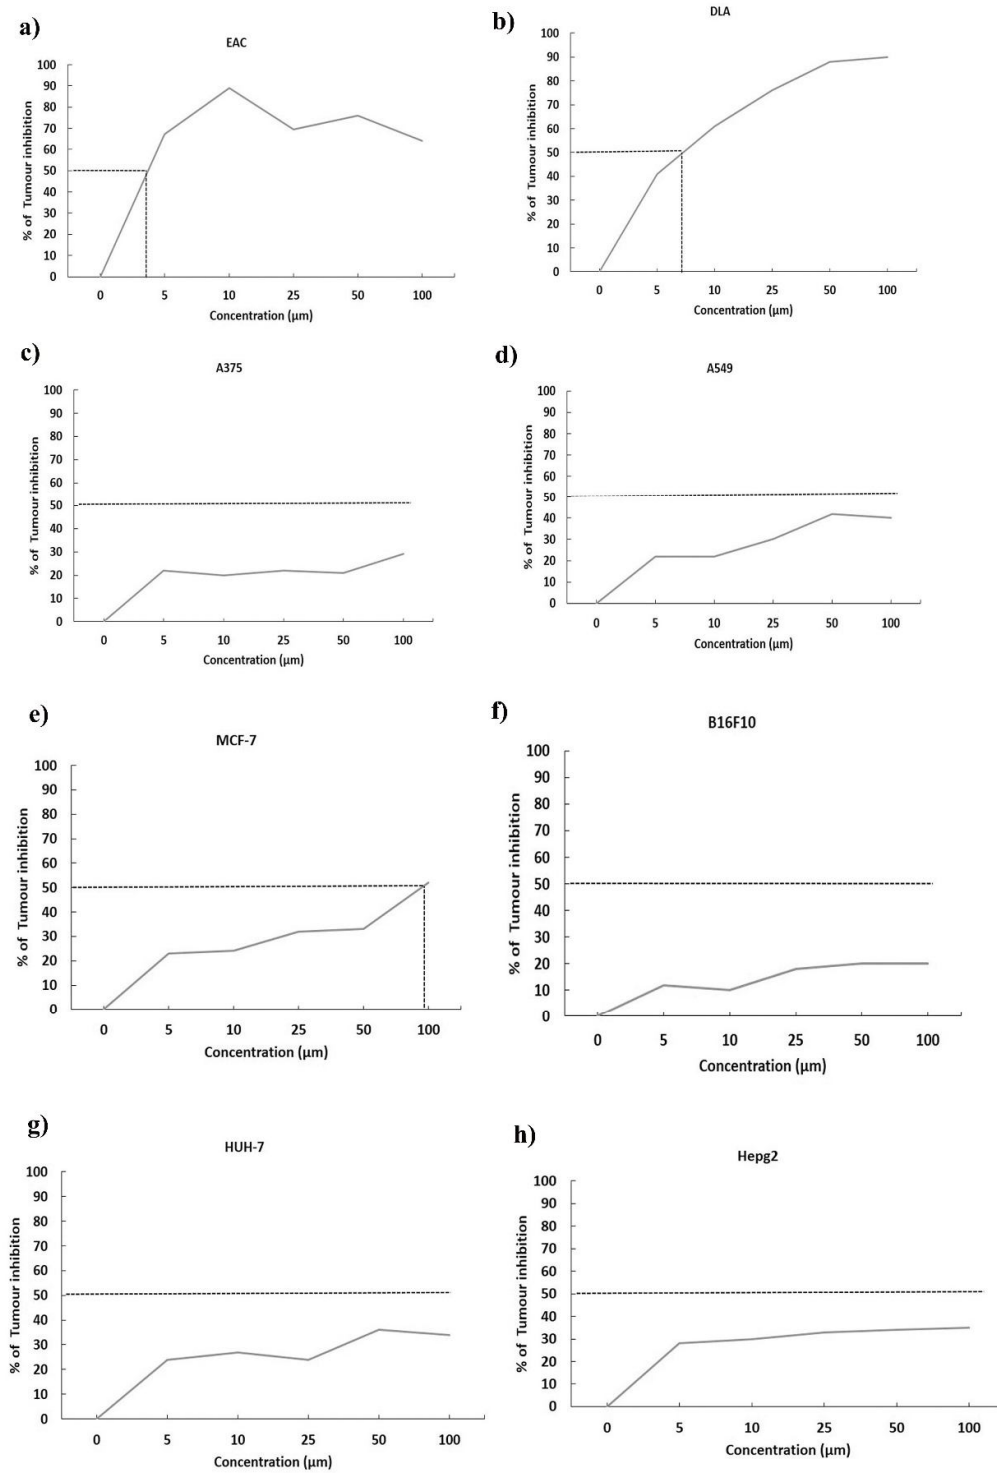 a)
EAC
% of Tumour inhibition
100
90
80
70
60
50
40
30
20
10
0
0 5 10 25 50 100
Concentration (µm)
b)
DLA
% of Tumour inhibition
100
90
80
70
60
50
40
30
20
10
0
0 5 10 25 50 100
Concentration (µm)
c)
A375
% of Tumour inhibition
100
90
80
70
60
50
40
30
20
10
0
0 5 10 25 50 100
Concentration (µm)
d)
A549
% of Tumour inhibition
100
90
80
70
60
50
40
30
20
10
0
0 5 10 25 50 100
Concentration (µm)
e)
MCF-7
% of Tumour inhibition
100
90
80
70
60
50
40
30
20
10
0
0 5 10 25 50 100
Concentration (µm)
f)
B16F10
% of Tumour inhibition
100
90
80
70
60
50
40
30
20
10
0
0 5 10 25 50 100
Concentration (µm)
g)
HUH-7
% of Tumour inhibition
100
90
80
70
60
50
40
30
20
10
0
0 5 10 25 50 100
Concentration (µm)
h)
Hepg2
% of Tumour inhibition
100
90
80
70
60
50
40
30
20
10
0
0 5 10 25 50 100
Concentration (µm)